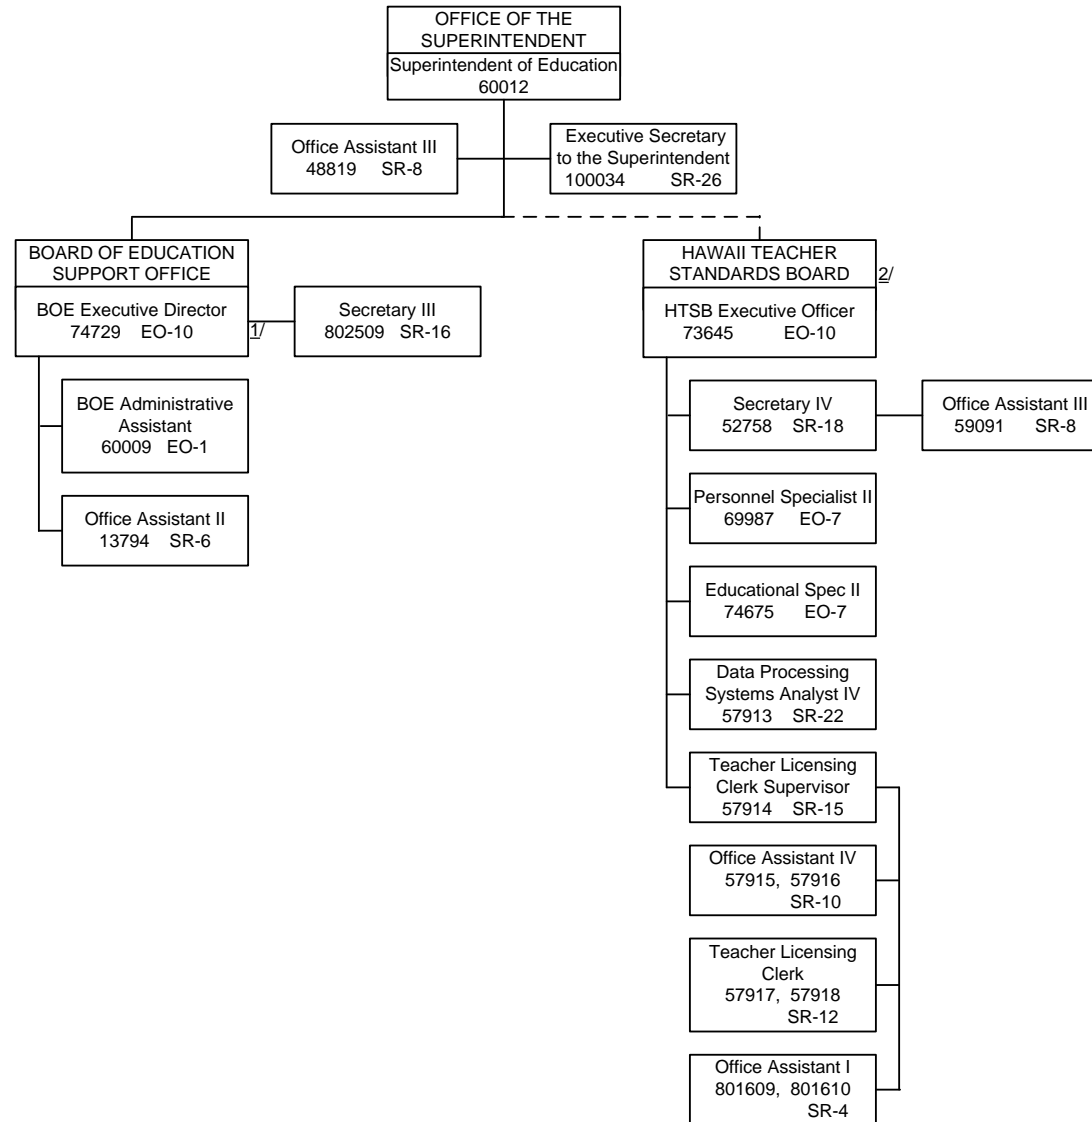 OFFICE OF THE
SUPERINTENDENT
Superintendent of Education
60012
Office Assistant III
48819 SR-8
Executive Secretary
to the Superintendent
100034 SR-26
BOARD OF EDUCATION
SUPPORT OFFICE
BOE Executive Director
74729 EO-10
1/
Secretary III
802509 SR-16
BOE Administrative
Assistant
60009 EO-1
Office Assistant II
13794 SR-6
HAWAII TEACHER
STANDARDS BOARD
2/
HTSB Executive Officer
73645 EO-10
Secretary IV
52758 SR-18
Office Assistant III
59091 SR-8
Personnel Specialist II
69987 EO-7
Educational Spec II
74675 EO-7
Data Processing
Systems Analyst IV
57913 SR-22
Teacher Licensing
Clerk Supervisor
57914 SR-15
Office Assistant IV
57915, 57916
SR-10
Teacher Licensing
Clerk
57917, 57918
SR-12
Office Assistant I
801609, 801610
SR-4